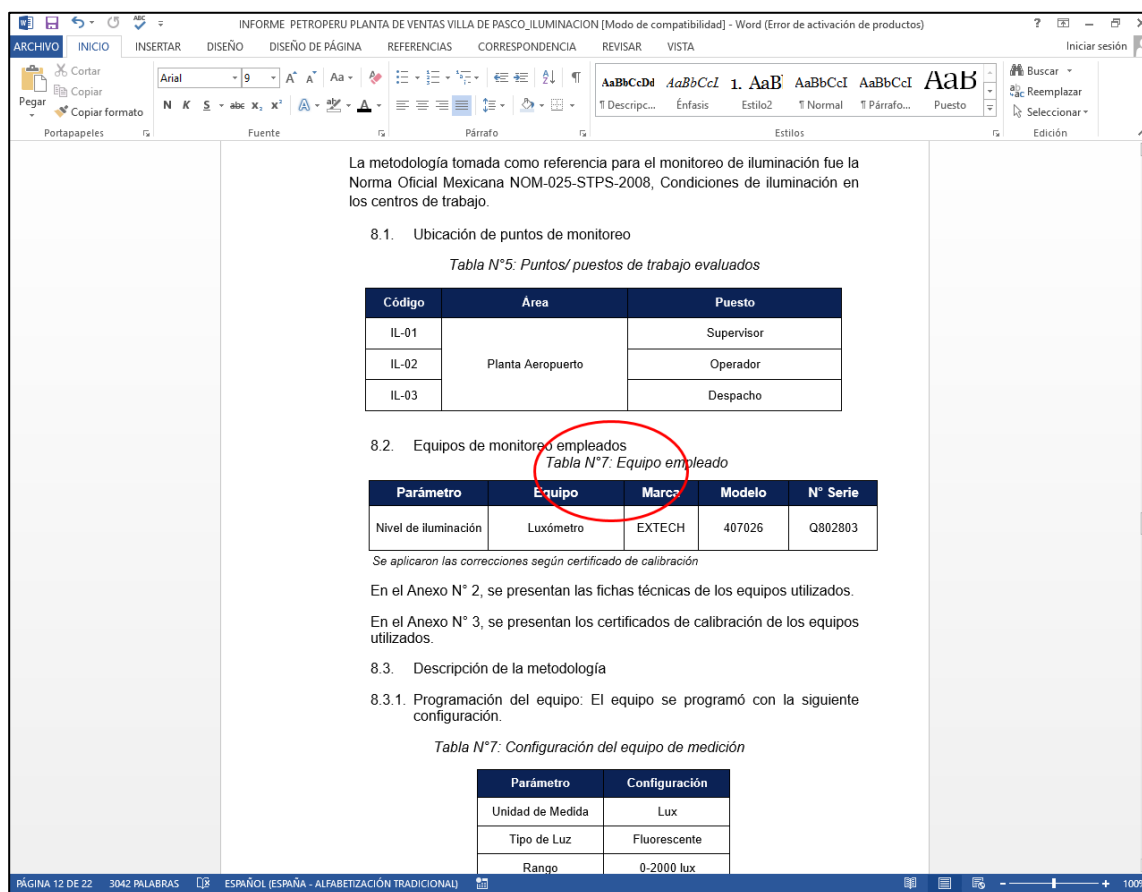 INFORME PETROPERU PLANTA DE VENTAS VILLA DE PASCO_ILUMINACION [Modo de compatibilidad] - Word (Error de activación de productos)
ARCHIVO INICIO INSERTAR DISEÑO DISEÑO DE PÁGINA REFERENCIAS CORRESPONDENCIA REVISAR VISTA Iniciar sesión
Pegar
Cortar
Copiar
Copiar formato
Portapapeles
Arial 9
N K S abc x₂ x²
Fuente
Párrafo
AaBbCcDd AaBbCcI 1. AaB AaBbCcI AaBbCcI AaB
¶ Descripc... Énfasis Estilo2 ¶ Normal ¶ Párrafo... Puesto
Estilos
Buscar
Reemplazar
Seleccionar
Edición
La metodología tomada como referencia para el monitoreo de iluminación fue la
Norma Oficial Mexicana NOM-025-STPS-2008, Condiciones de iluminación en
los centros de trabajo.
8.1. Ubicación de puntos de monitoreo
Tabla N°5: Puntos/ puestos de trabajo evaluados
Código Área Puesto
IL-01 Supervisor
IL-02 Planta Aeropuerto Operador
IL-03 Despacho
8.2. Equipos de monitoreo empleados
Tabla N°7: Equipo empleado
Parámetro Equipo Marca Modelo N° Serie
Nivel de iluminación Luxómetro EXTECH 407026 Q802803
Se aplicaron las correcciones según certificado de calibración
En el Anexo N° 2, se presentan las fichas técnicas de los equipos utilizados.
En el Anexo N° 3, se presentan los certificados de calibración de los equipos
utilizados.
8.3. Descripción de la metodología
8.3.1. Programación del equipo: El equipo se programó con la siguiente
configuración.
Tabla N°7: Configuración del equipo de medición
Parámetro Configuración
Unidad de Medida Lux
Tipo de Luz Fluorescente
Rango 0-2000 lux
PÁGINA 12 DE 22 3042 PALABRAS ESPAÑOL (ESPAÑA - ALFABETIZACIÓN TRADICIONAL) 100%